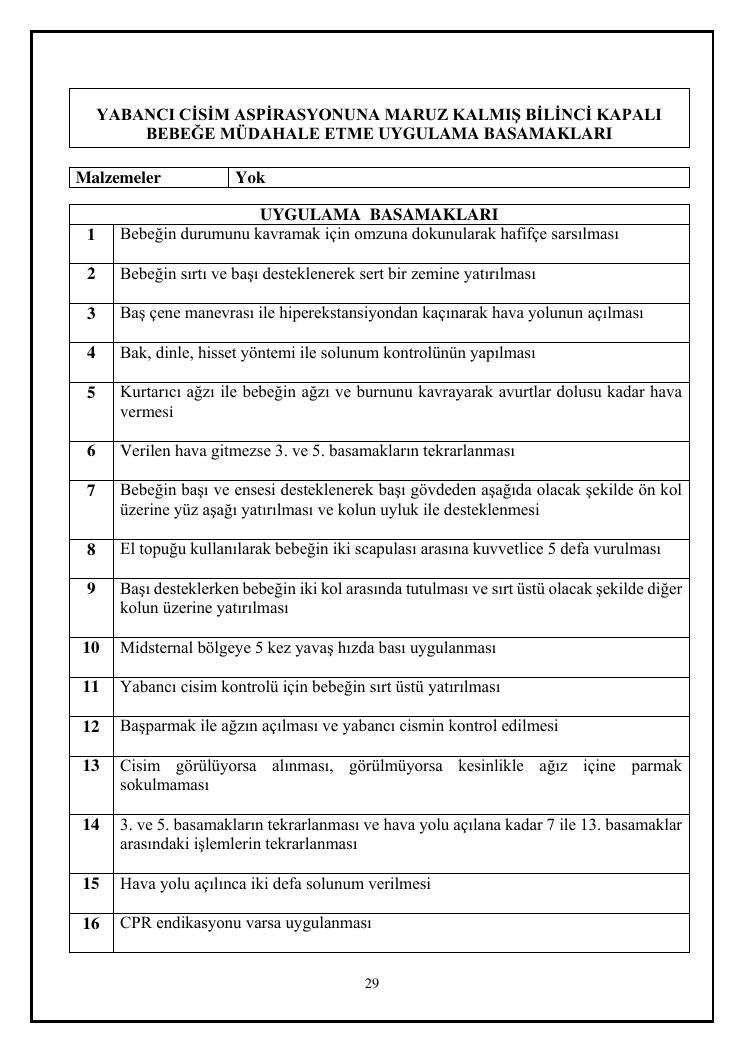 YABANCI CİSİM ASPİRASYONUNA MARUZ KALMIŞ BİLİNCİ KAPALI
BEBEĞE MÜDAHALE ETME UYGULAMA BASAMAKLARI
Malzemeler Yok
UYGULAMA BASAMAKLARI
1 Bebeğin durumunu kavramak için omzuna dokunularak hafifçe sarsılması
2 Bebeğin sırtı ve başı desteklenerek sert bir zemine yatırılması
3 Baş çene manevrası ile hiperekstansiyondan kaçınarak hava yolunun açılması
4 Bak, dinle, hisset yöntemi ile solunum kontrolünün yapılması
5 Kurtarıcı ağzı ile bebeğin ağzı ve burnunu kavrayarak avurtlar dolusu kadar hava
vermesi
6 Verilen hava gitmezse 3. ve 5. basamakların tekrarlanması
7 Bebeğin başı ve ensesi desteklenerek başı gövdeden aşağıda olacak şekilde ön kol
üzerine yüz aşağı yatırılması ve kolun uyluk ile desteklenmesi
8 El topuğu kullanılarak bebeğin iki scapulası arasına kuvvetlice 5 defa vurulması
9 Başı desteklerken bebeğin iki kol arasında tutulması ve sırt üstü olacak şekilde diğer
kolun üzerine yatırılması
10 Midsternal bölgeye 5 kez yavaş hızda bası uygulanması
11 Yabancı cisim kontrolü için bebeğin sırt üstü yatırılması
12 Başparmak ile ağzın açılması ve yabancı cismin kontrol edilmesi
13 Cisim görülüyorsa alınması, görülmüyorsa kesinlikle ağız içine parmak
sokulmaması
14 3. ve 5. basamakların tekrarlanması ve hava yolu açılana kadar 7 ile 13. basamaklar
arasındaki işlemlerin tekrarlanması
15 Hava yolu açılınca iki defa solunum verilmesi
16 CPR endikasyonu varsa uygulanması
29